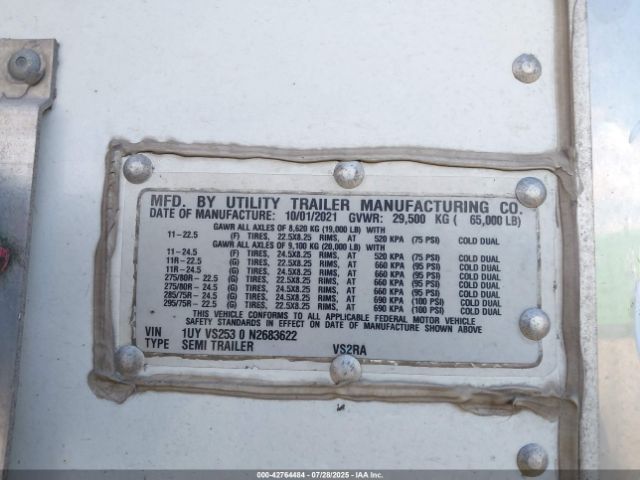 MFD. BY UTILITY TRAILER MANUFACTURING CO.
DATE OF MANUFACTURE: 10/01/2021 GVWR: 29,500 KG ( 65,000 LB)
GAWR ALL AXLES OF 8,620 KG (19,000 LB) WITH
11-22.5 (F) TIRES, 22.5X8.25 RIMS, AT 520 KPA (75 PSI) COLD DUAL
GAWR ALL AXLES OF 9,100 KG (20,000 LB) WITH
11-24.5 (F) TIRES, 24.5X8.25 RIMS, AT 520 KPA (75 PSI) COLD DUAL
11R-22.5 (G) TIRES, 22.5X8.25 RIMS, AT 660 KPA (95 PSI) COLD DUAL
11R-24.5 (G) TIRES, 24.5X8.25 RIMS, AT 660 KPA (95 PSI) COLD DUAL
275/80R-22.5 (G) TIRES, 22.5X8.25 RIMS, AT 660 KPA (95 PSI) COLD DUAL
275/80R-24.5 (G) TIRES, 24.5X8.25 RIMS, AT 660 KPA (95 PSI) COLD DUAL
285/75R-24.5 (G) TIRES, 24.5X8.25 RIMS, AT 690 KPA (100 PSI) COLD DUAL
295/75R-22.5 (G) TIRES, 22.5X8.25 RIMS, AT 690 KPA (100 PSI) COLD DUAL
THIS VEHICLE CONFORMS TO ALL APPLICABLE FEDERAL MOTOR VEHICLE
SAFETY STANDARDS IN EFFECT ON DATE OF MANUFACTURE SHOWN ABOVE
VIN 1UY VS253 0 N2683622
TYPE SEMI TRAILER VS2RA
000-42764484 - 07/28/2025 - IAAI.COM